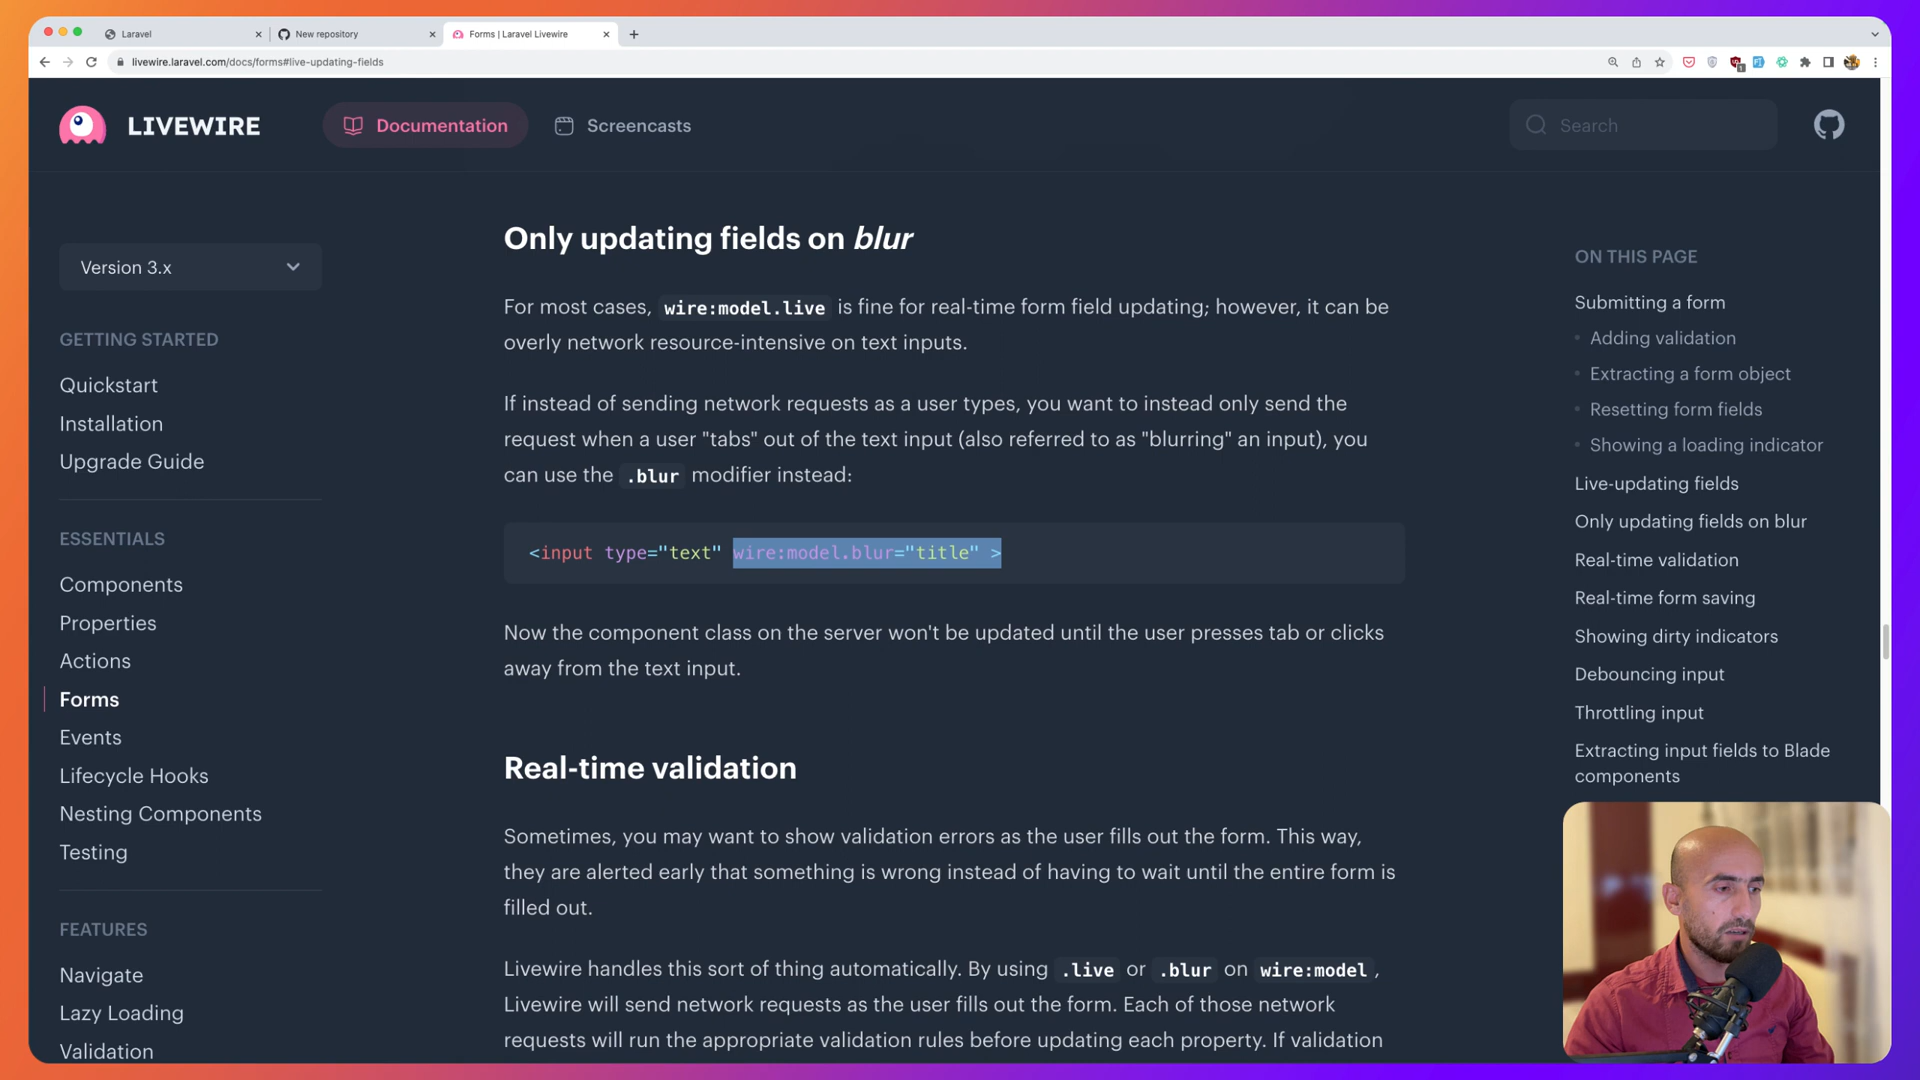 Laravel
New repository
Forms | Laravel Livewire
livewire.laravel.com/docs/forms#live-updating-fields
LIVEWIRE
Documentation
Screencasts
Search
Version 3.x
GETTING STARTED
Quickstart
Installation
Upgrade Guide
ESSENTIALS
Components
Properties
Actions
Forms
Events
Lifecycle Hooks
Nesting Components
Testing
FEATURES
Navigate
Lazy Loading
Validation
Only updating fields on blur
For most cases, wire:model.live is fine for real-time form field updating; however, it can be
overly network resource-intensive on text inputs.
If instead of sending network requests as a user types, you want to instead only send the
request when a user "tabs" out of the text input (also referred to as "blurring" an input), you
can use the .blur modifier instead:
<input type="text" wire:model.blur="title" >
Now the component class on the server won't be updated until the user presses tab or clicks
away from the text input.
Real-time validation
Sometimes, you may want to show validation errors as the user fills out the form. This way,
they are alerted early that something is wrong instead of having to wait until the entire form is
filled out.
Livewire handles this sort of thing automatically. By using .live or .blur on wire:model,
Livewire will send network requests as the user fills out the form. Each of those network
requests will run the appropriate validation rules before updating each property. If validation
ON THIS PAGE
Submitting a form
Adding validation
Extracting a form object
Resetting form fields
Showing a loading indicator
Live-updating fields
Only updating fields on blur
Real-time validation
Real-time form saving
Showing dirty indicators
Debouncing input
Throttling input
Extracting input fields to Blade
components